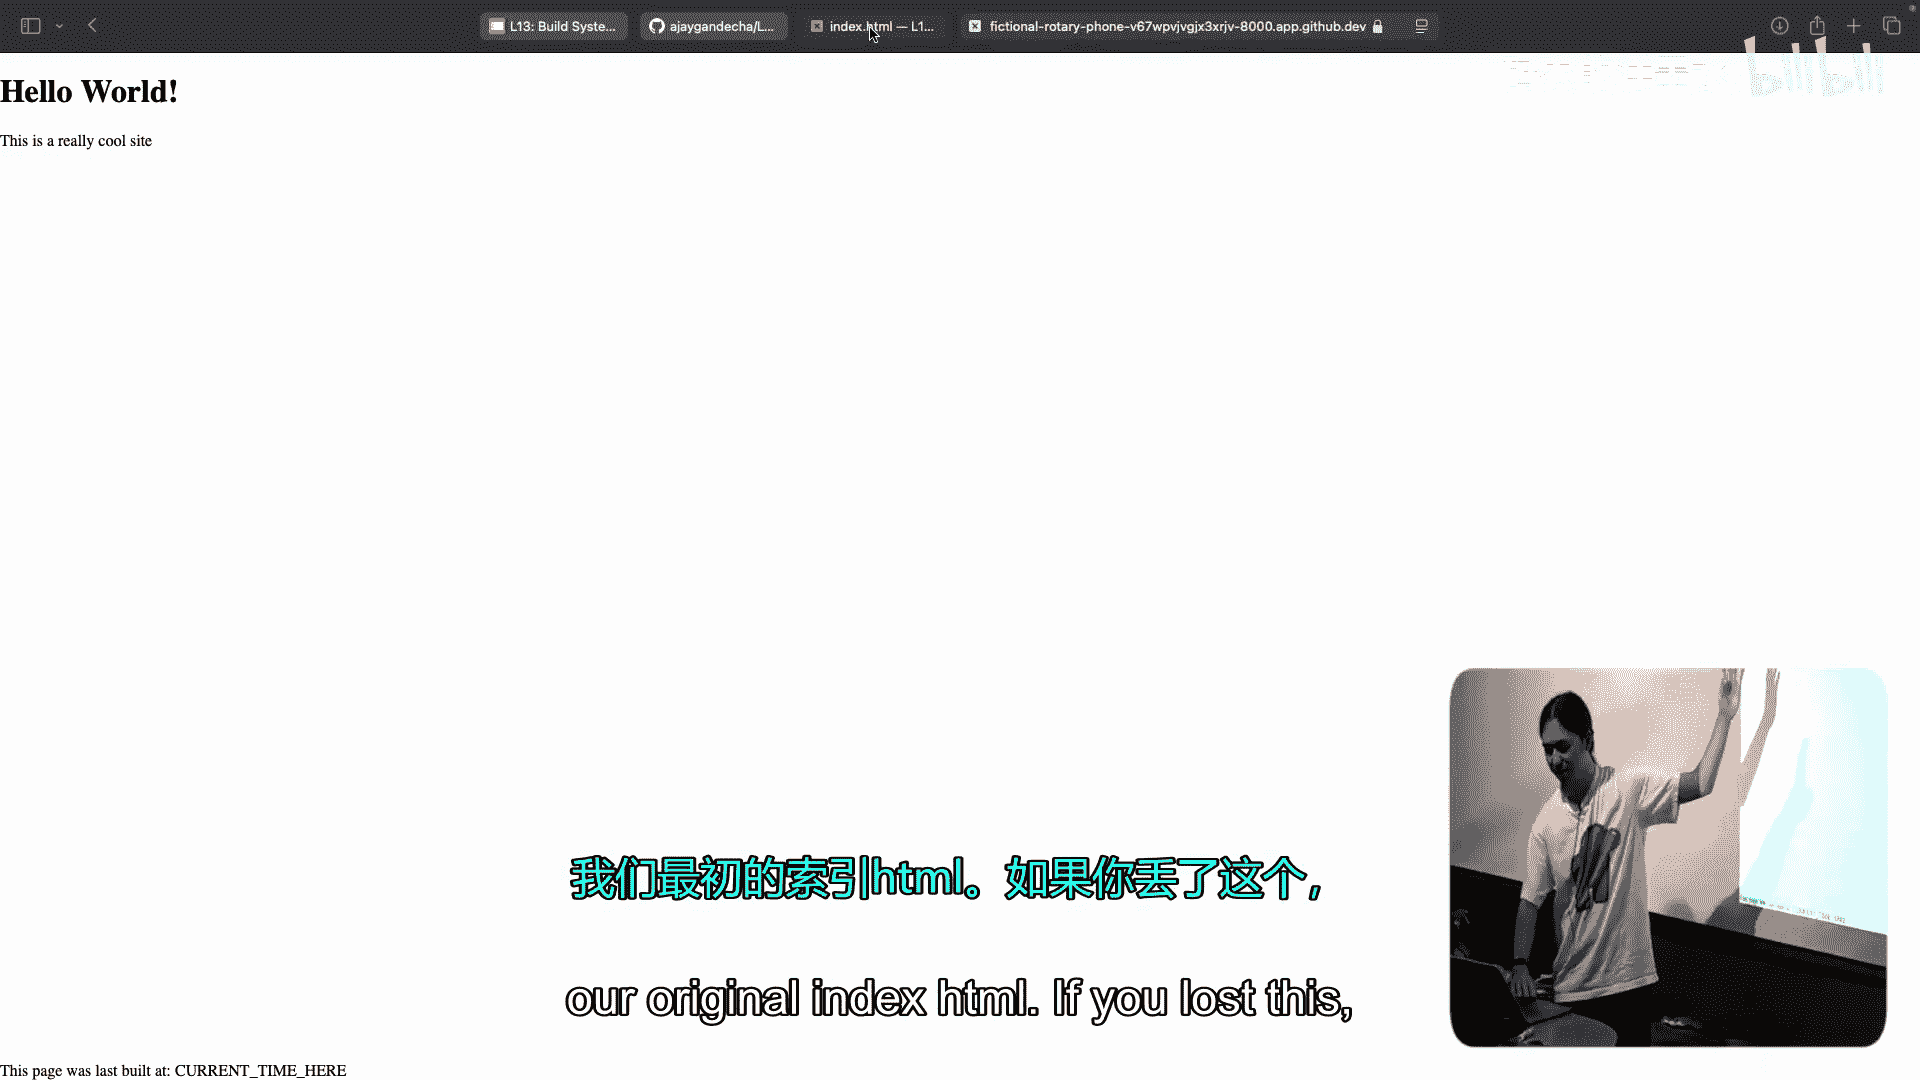 L13: Build Syste...
ajaygandecha/L...
index.html — L1...
fictional-rotary-phone-v67wpvjvgjx3xrjv-8000.app.github.dev
bilibili
Hello World!
This is a really cool site
我们最初的索引html。如果你丢了这个，
our original index html. If you lost this,
This page was last built at: CURRENT_TIME_HERE